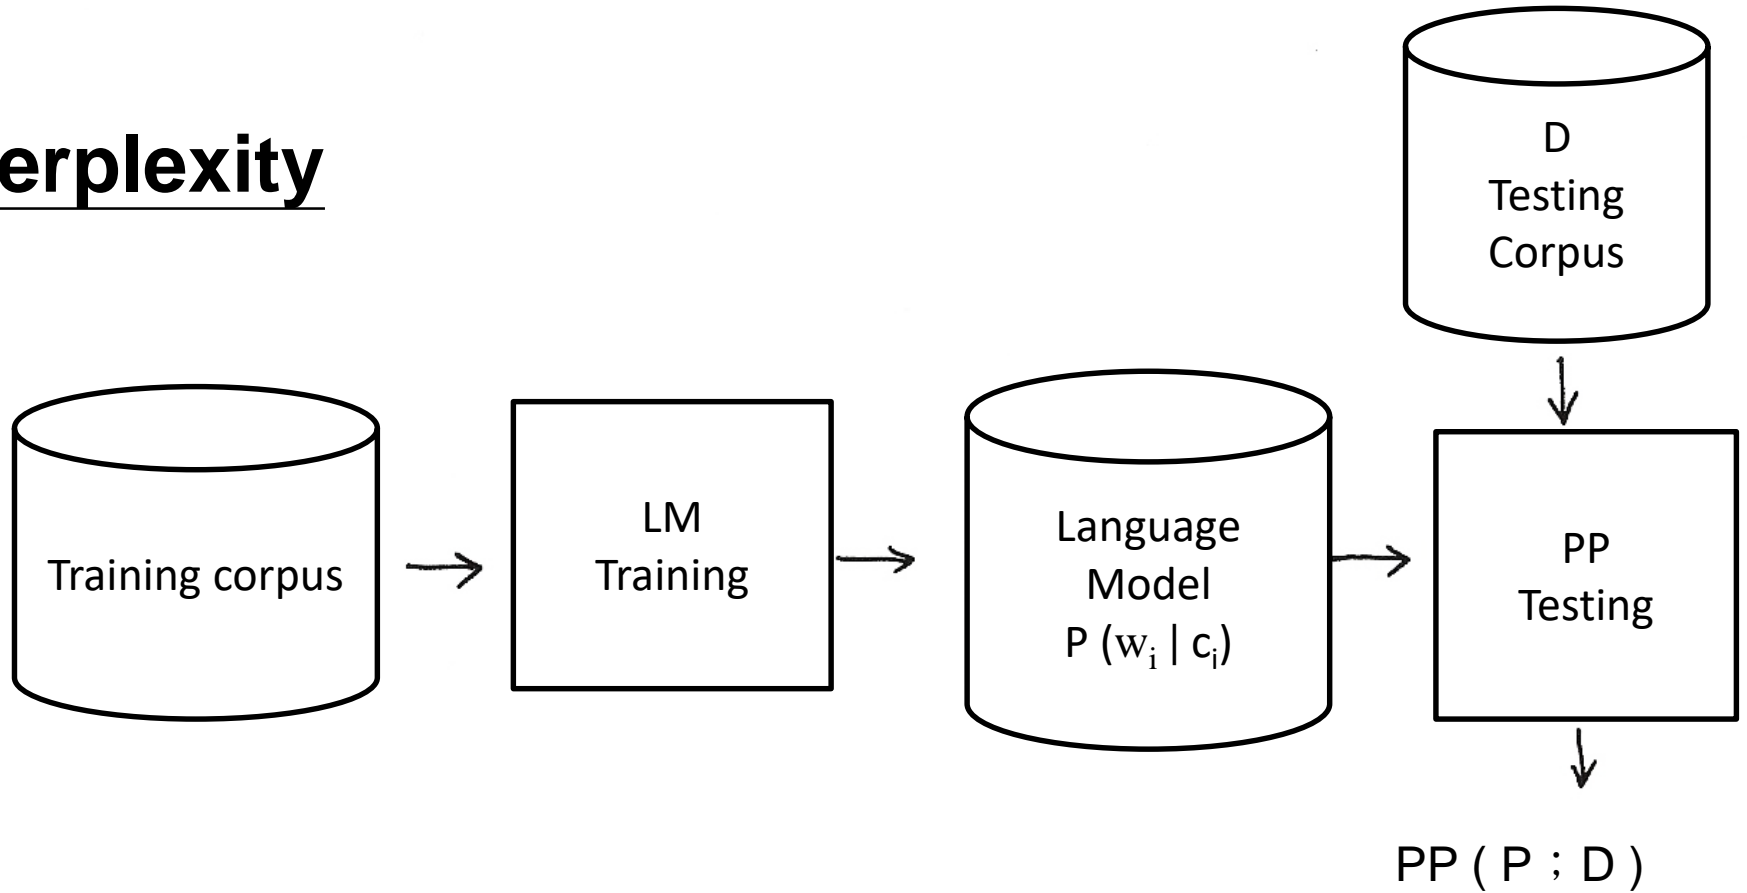 erplexity
D
Testing
Corpus
Training corpus
LM
Training
Language
Model
P (wᵢ | cᵢ)
PP
Testing
PP ( P ; D )